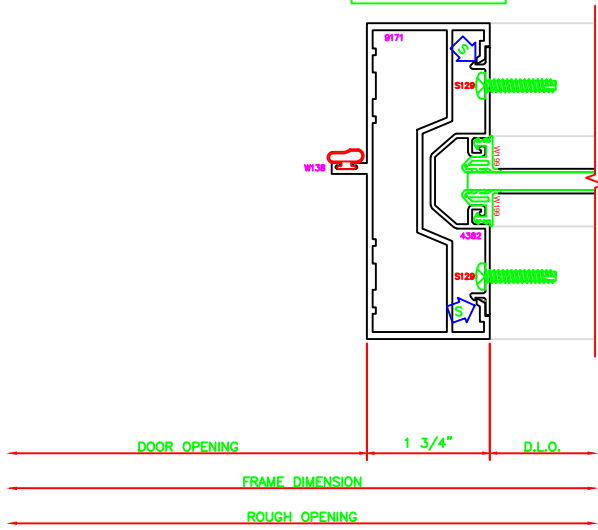 9171
S
S129
W199
W138
W199
4382
S129
S
DOOR OPENING
1 3/4"
D.L.O.
FRAME DIMENSION
ROUGH OPENING